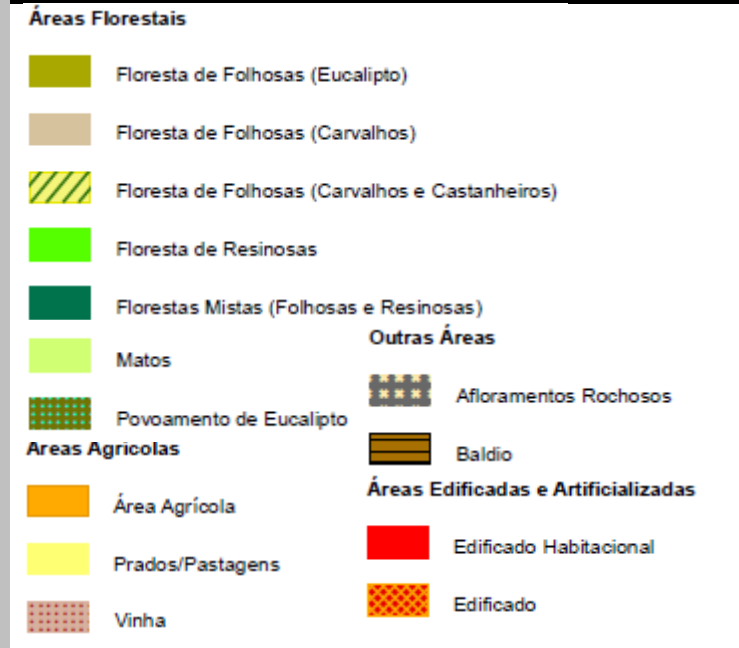 Áreas Florestais
Floresta de Folhosas (Eucalipto)
Floresta de Folhosas (Carvalhos)
Floresta de Folhosas (Carvalhos e Castanheiros)
Floresta de Resinosas
Florestas Mistas (Folhosas e Resinosas)
Matos
Povoamento de Eucalipto
Areas Agricolas
Área Agrícola
Prados/Pastagens
Vinha
Outras Áreas
Afloramentos Rochosos
Baldio
Áreas Edificadas e Artificializadas
Edificado Habitacional
Edificado